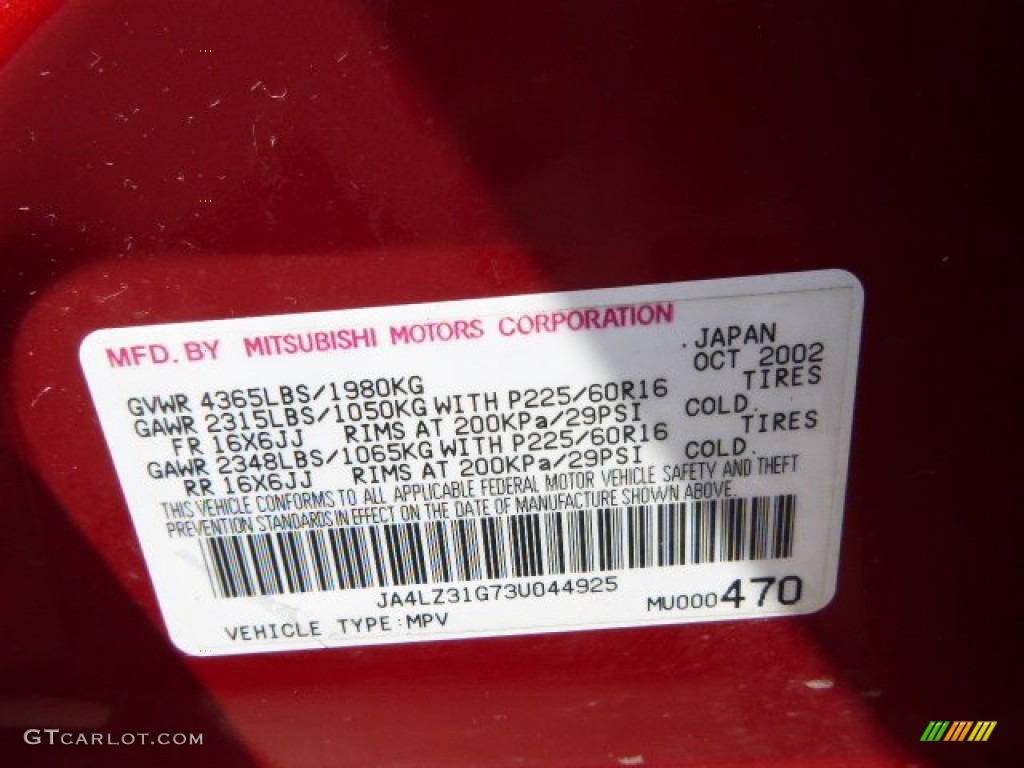 MFD. BY MITSUBISHI MOTORS CORPORATION
.JAPAN
OCT 2002
GVWR 4365LBS/1980KG
GAWR 2315LBS/1050KG WITH P225/60R16 TIRES
FR 16X6JJ RIMS AT 200KPa/29PSI COLD.
GAWR 2348LBS/1065KG WITH P225/60R16 TIRES
RR 16X6JJ RIMS AT 200KPa/29PSI COLD.
THIS VEHICLE CONFORMS TO ALL APPLICABLE FEDERAL MOTOR VEHICLE SAFETY AND THEFT
PREVENTION STANDARDS IN EFFECT ON THE DATE OF MANUFACTURE SHOWN ABOVE.
JA4LZ31G73U044925
VEHICLE TYPE:MPV MU000470
GTCARLOT.COM